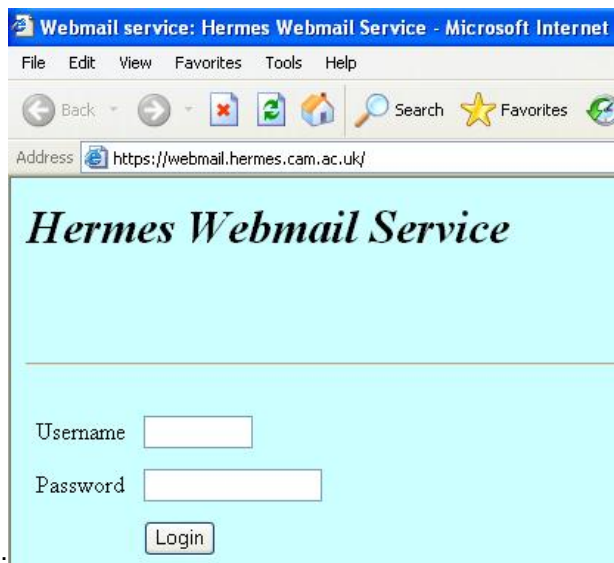 Webmail service: Hermes Webmail Service - Microsoft Internet
File Edit View Favorites Tools Help
Back Search Favorites
Address https://webmail.hermes.cam.ac.uk/
Hermes Webmail Service
Username
Password
Login
.